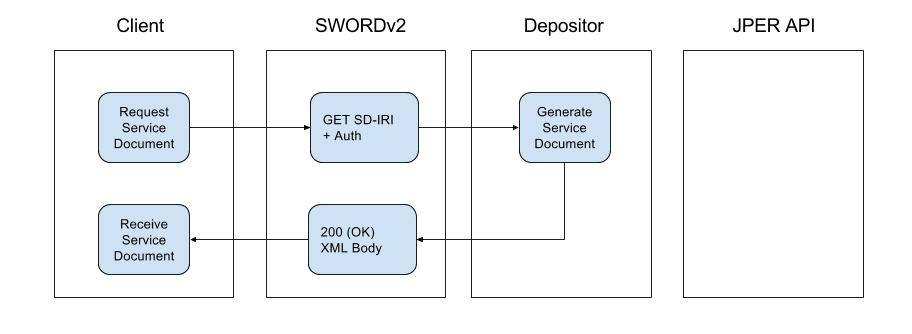 Client
SWORDv2
Depositor
JPER API
Request
Service
Document
GET SD-IRI
+ Auth
Generate
Service
Document
Receive
Service
Document
200 (OK)
XML Body